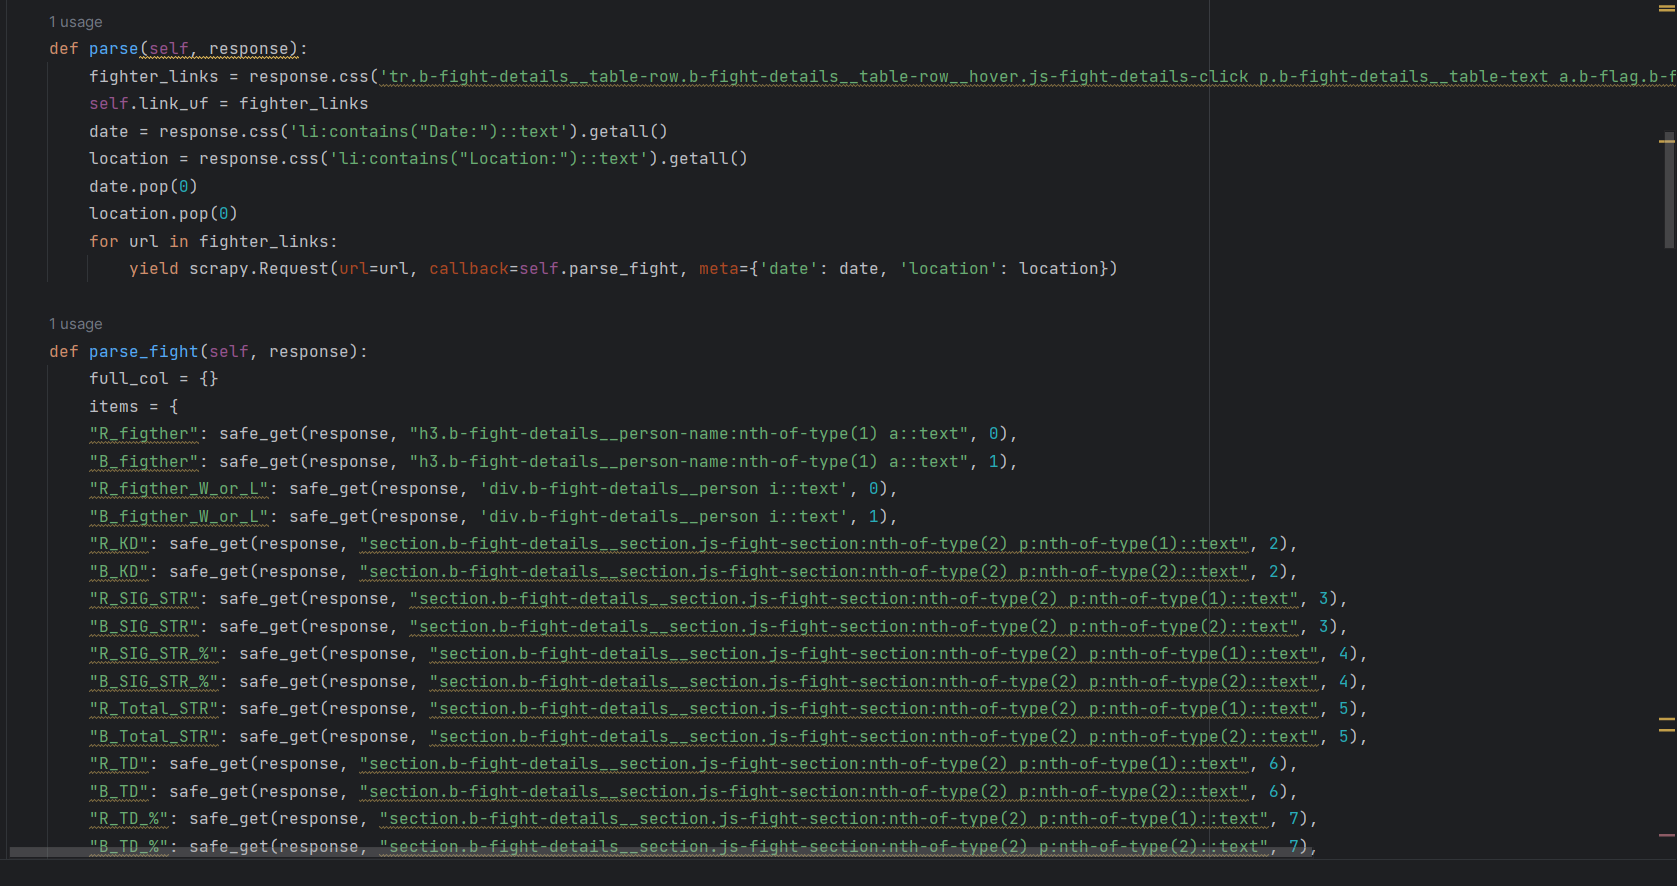 1 usage
def parse(self, response):
fighter_links = response.css('tr.b-fight-details__table-row.b-fight-details__table-row__hover.js-fight-details-click p.b-fight-details__table-text a.b-flag.b-f
self.link_uf = fighter_links
date = response.css('li:contains("Date:")::text').getall()
location = response.css('li:contains("Location:")::text').getall()
date.pop(0)
location.pop(0)
for url in fighter_links:
yield scrapy.Request(url=url, callback=self.parse_fight, meta={'date': date, 'location': location})
1 usage
def parse_fight(self, response):
full_col = {}
items = {
"R_figther": safe_get(response, "h3.b-fight-details__person-name:nth-of-type(1) a::text", 0),
"B_figther": safe_get(response, "h3.b-fight-details__person-name:nth-of-type(1) a::text", 1),
"R_figther_W_or_L": safe_get(response, 'div.b-fight-details__person i::text', 0),
"B_figther_W_or_L": safe_get(response, 'div.b-fight-details__person i::text', 1),
"R_KD": safe_get(response, "section.b-fight-details__section.js-fight-section:nth-of-type(2) p:nth-of-type(1)::text", 2),
"B_KD": safe_get(response, "section.b-fight-details__section.js-fight-section:nth-of-type(2) p:nth-of-type(2)::text", 2),
"R_SIG_STR": safe_get(response, "section.b-fight-details__section.js-fight-section:nth-of-type(2) p:nth-of-type(1)::text", 3),
"B_SIG_STR": safe_get(response, "section.b-fight-details__section.js-fight-section:nth-of-type(2) p:nth-of-type(2)::text", 3),
"R_SIG_STR_%": safe_get(response, "section.b-fight-details__section.js-fight-section:nth-of-type(2) p:nth-of-type(1)::text", 4),
"B_SIG_STR_%": safe_get(response, "section.b-fight-details__section.js-fight-section:nth-of-type(2) p:nth-of-type(2)::text", 4),
"R_Total_STR": safe_get(response, "section.b-fight-details__section.js-fight-section:nth-of-type(2) p:nth-of-type(1)::text", 5),
"B_Total_STR": safe_get(response, "section.b-fight-details__section.js-fight-section:nth-of-type(2) p:nth-of-type(2)::text", 5),
"R_TD": safe_get(response, "section.b-fight-details__section.js-fight-section:nth-of-type(2) p:nth-of-type(1)::text", 6),
"B_TD": safe_get(response, "section.b-fight-details__section.js-fight-section:nth-of-type(2) p:nth-of-type(2)::text", 6),
"R_TD_%": safe_get(response, "section.b-fight-details__section.js-fight-section:nth-of-type(2) p:nth-of-type(1)::text", 7),
"B_TD_%": safe_get(response, "section.b-fight-details__section.js-fight-section:nth-of-type(2) p:nth-of-type(2)::text", 7),